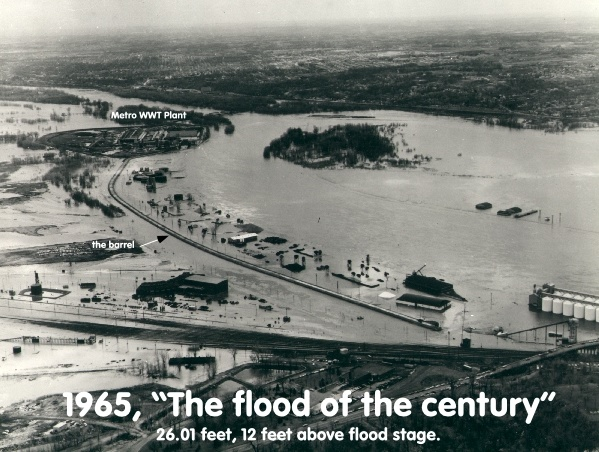 Metro WWT Plant
the barrel
1965, "The flood of the century"
26.01 feet, 12 feet above flood stage.